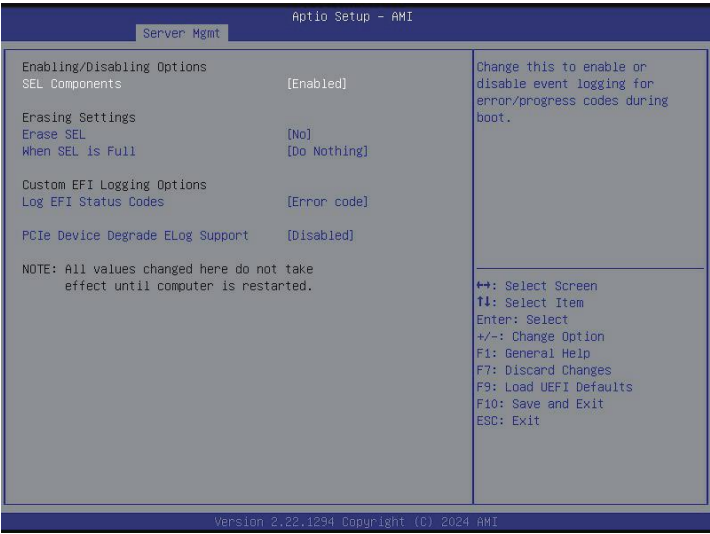 Aptio Setup – AMI
Server Mgmt
Enabling/Disabling Options
SEL Components [Enabled]
Erasing Settings
Erase SEL [No]
When SEL is Full [Do Nothing]
Custom EFI Logging Options
Log EFI Status Codes [Error code]
PCIe Device Degrade ELog Support [Disabled]
NOTE: All values changed here do not take
effect until computer is restarted.
Change this to enable or
disable event logging for
error/progress codes during
boot.
↔: Select Screen
↑↓: Select Item
Enter: Select
+/-: Change Option
F1: General Help
F7: Discard Changes
F9: Load UEFI Defaults
F10: Save and Exit
ESC: Exit
Version 2.22.1294 Copyright (C) 2024 AMI